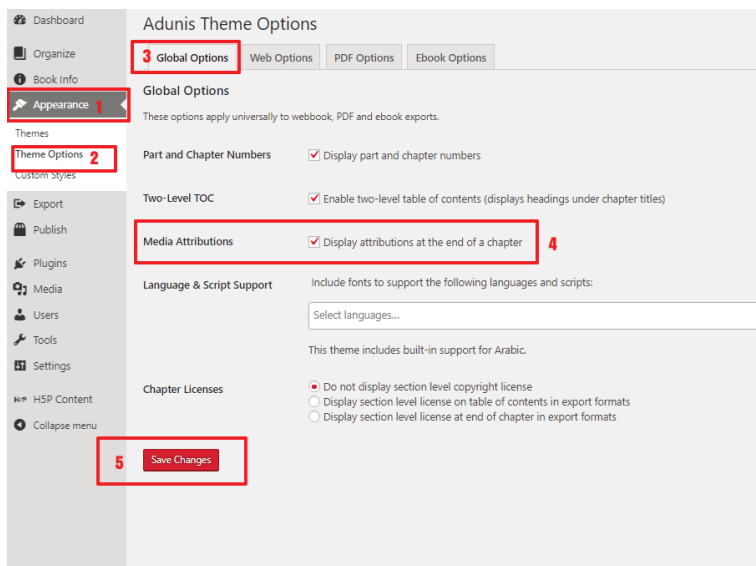 Dashboard
Organize
Book Info
Appearance 1
Themes
Theme Options 2
Custom Styles
Export
Publish
Plugins
Media
Users
Tools
Settings
H-P H5P Content
Collapse menu
Adunis Theme Options
3 Global Options Web Options PDF Options Ebook Options
Global Options
These options apply universally to webbook, PDF and ebook exports.
Part and Chapter Numbers Display part and chapter numbers
Two-Level TOC Enable two-level table of contents (displays headings under chapter titles)
Media Attributions Display attributions at the end of a chapter 4
Language & Script Support Include fonts to support the following languages and scripts:
Select languages...
This theme includes built-in support for Arabic.
Chapter Licenses Do not display section level copyright license
Display section level license on table of contents in export formats
Display section level license at end of chapter in export formats
5 Save Changes